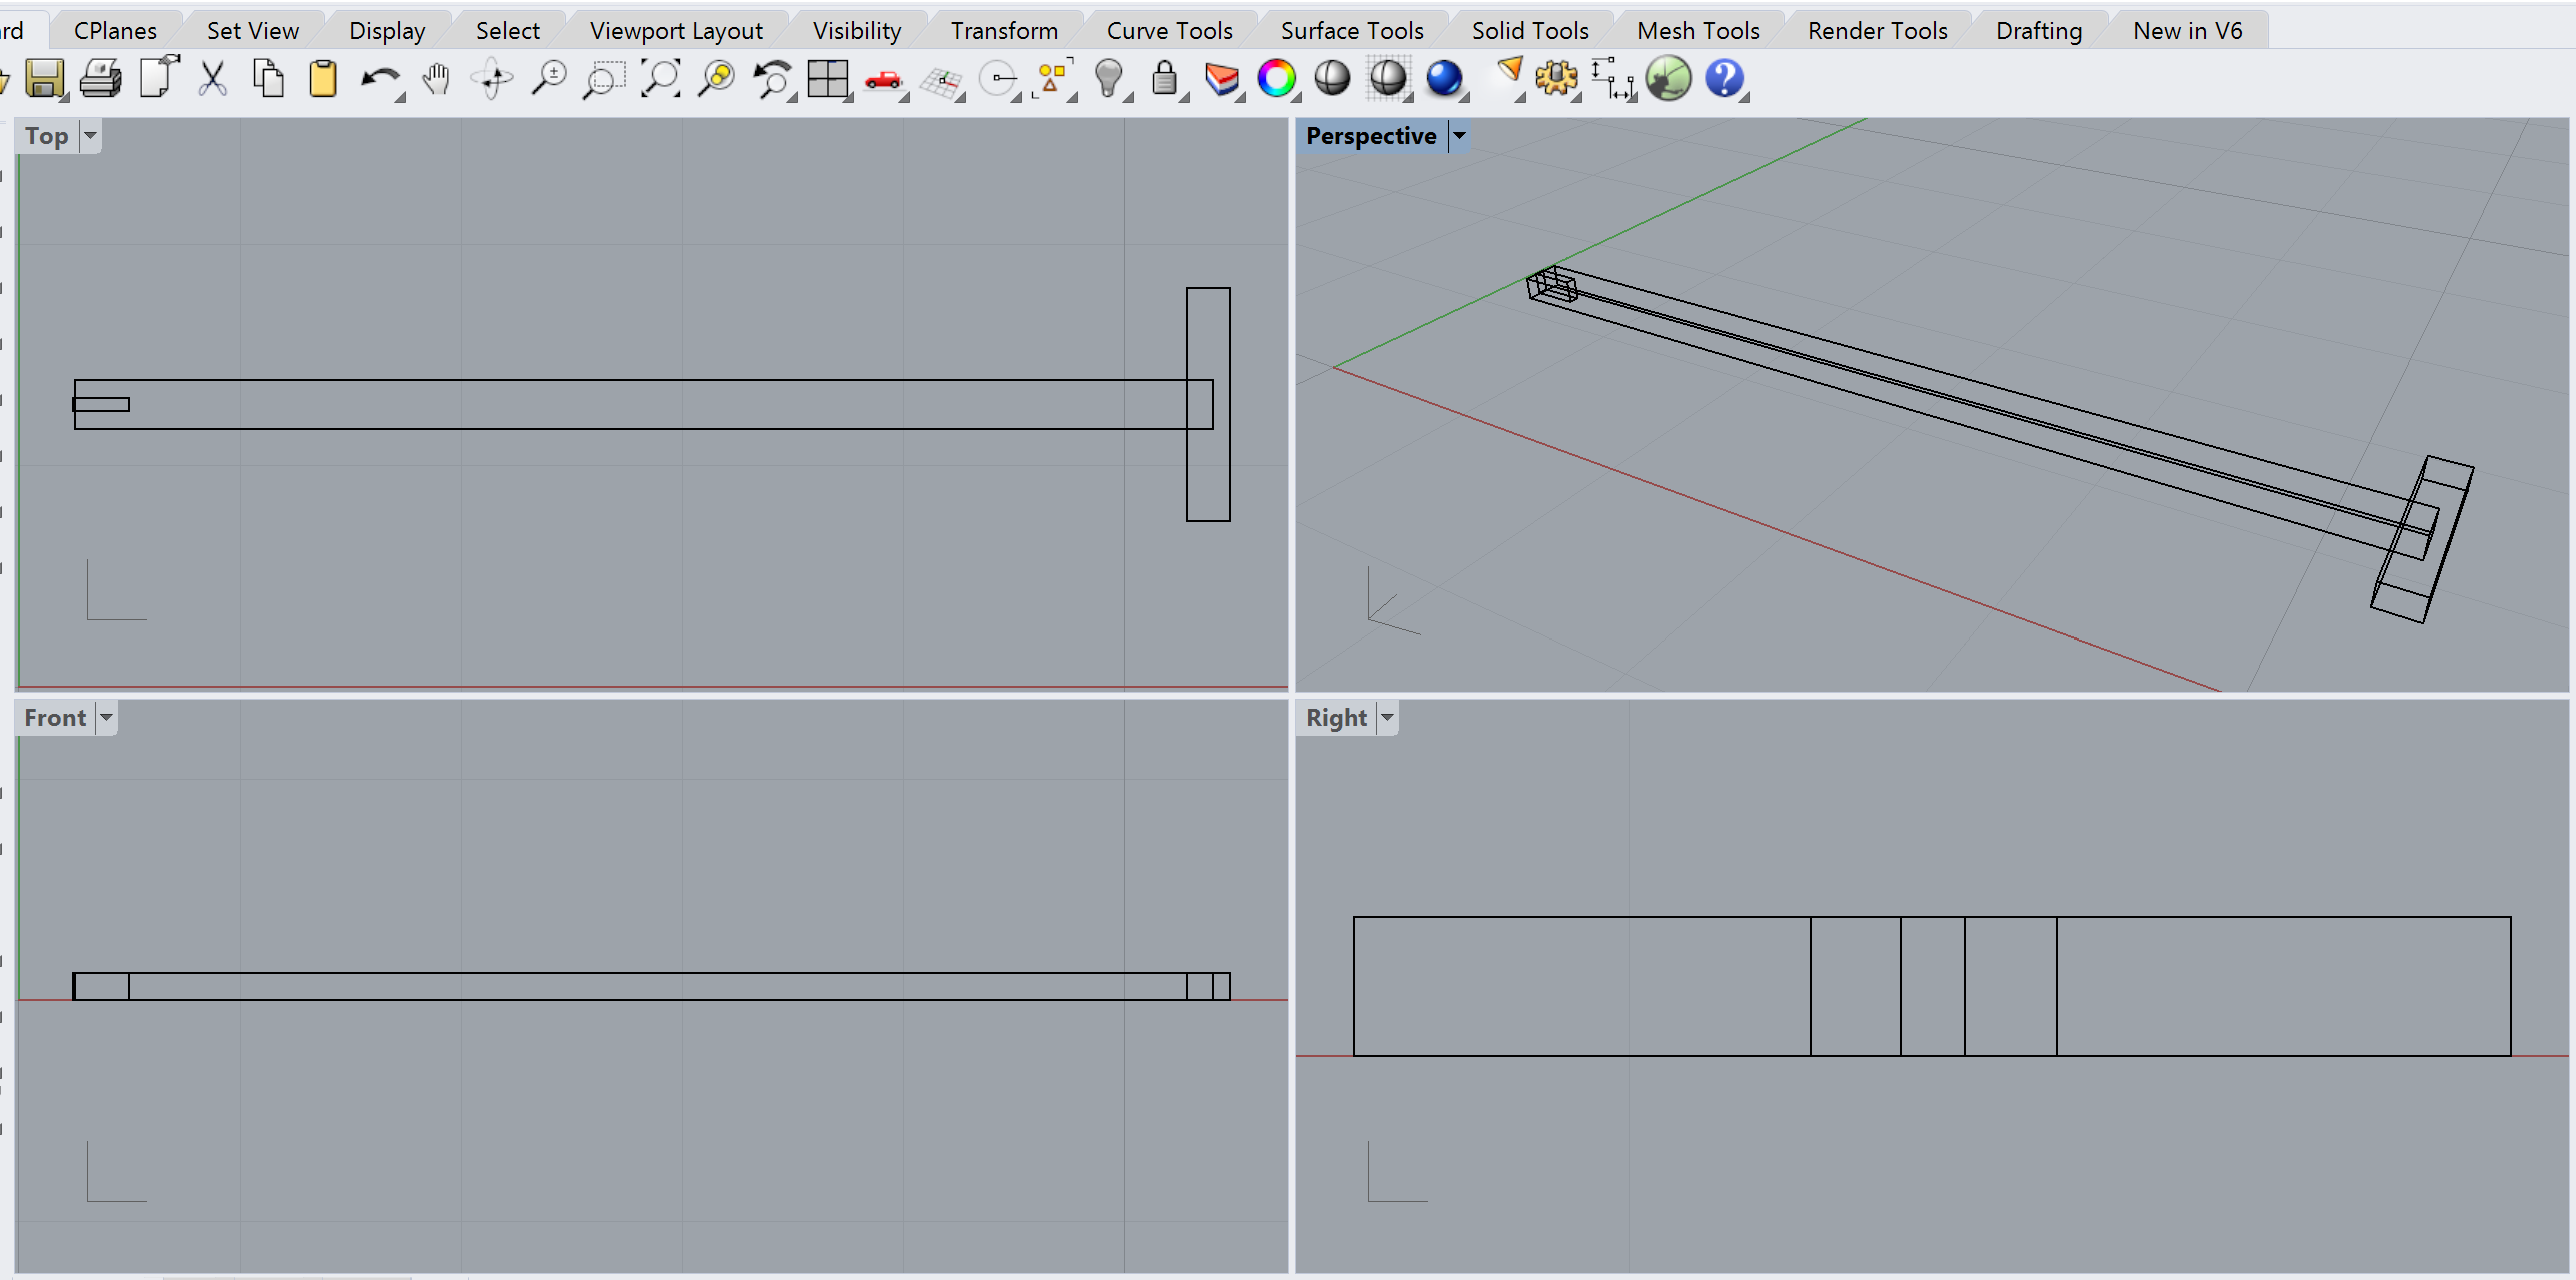 rd CPlanes Set View Display Select Viewport Layout Visibility Transform Curve Tools Surface Tools Solid Tools Mesh Tools Render Tools Drafting New in V6
Top
Perspective
Front
Right